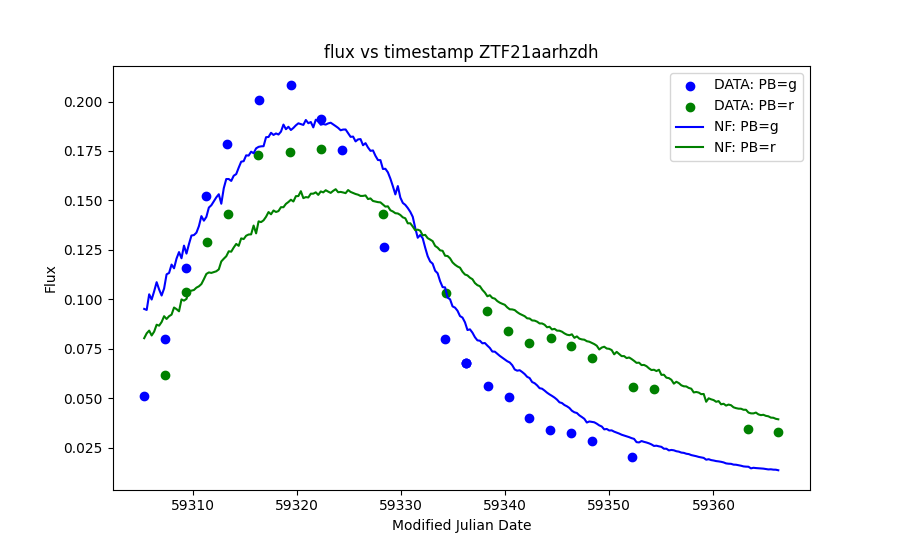 flux vs timestamp ZTF21aarhzdh
DATA: PB=g
DATA: PB=r
NF: PB=g
NF: PB=r
Flux
0.200
0.175
0.150
0.125
0.100
0.075
0.050
0.025
59310 59320 59330 59340 59350 59360
Modified Julian Date